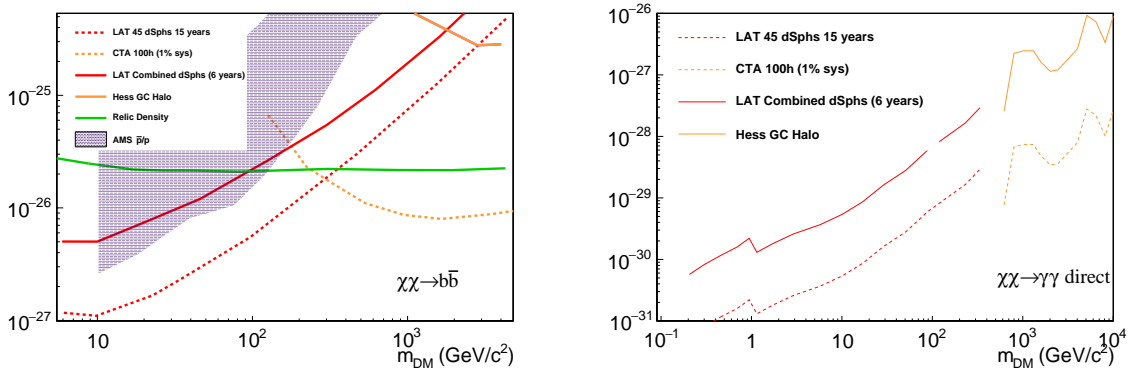 LAT 45 dSphs 15 years
CTA 100h (1% sys)
LAT Combined dSphs (6 years)
Hess GC Halo
Relic Density
AMS p̅/p
10⁻²⁵
10⁻²⁶
10⁻²⁷
χχ→bb̅
10 10² 10³
m_DM (GeV/c²)
10⁻²⁶
10⁻²⁷
10⁻²⁸
10⁻²⁹
10⁻³⁰
10⁻³¹
LAT 45 dSphs 15 years
CTA 100h (1% sys)
LAT Combined dSphs (6 years)
Hess GC Halo
χχ→γγ direct
10⁻¹ 1 10 10² 10³ 10⁴
m_DM (GeV/c²)